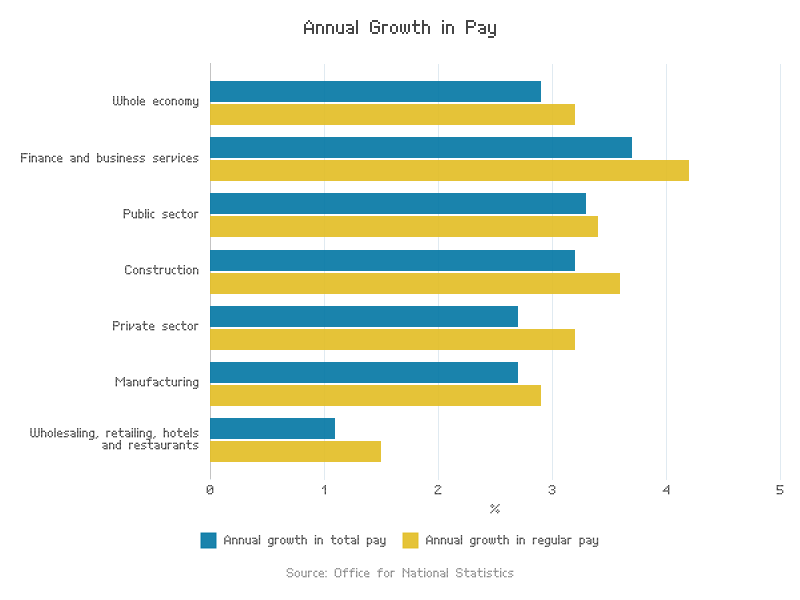 Annual Growth in Pay
Whole economy
Finance and business services
Public sector
Construction
Private sector
Manufacturing
Wholesaling, retailing, hotels
and restaurants
0 1 2 3 4 5
%
Annual growth in total pay Annual growth in regular pay
Source: Office for National Statistics